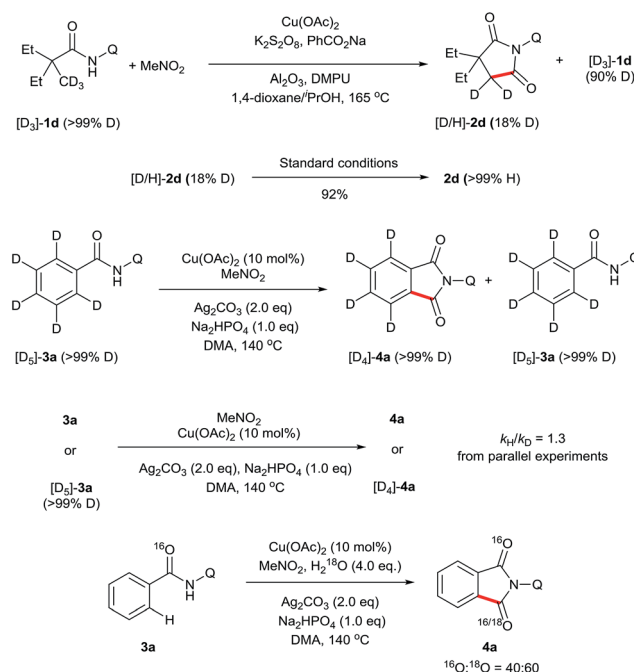 O
Cu(OAc)2
K2S2O8, PhCO2Na
O
Et
N
Q
H
+ MeNO2
Et
N
Q
+
[D3]-1d
(90% D)
Et
CD3
Al2O3, DMPU
1,4-dioxane/iPrOH, 165 °C
Et
D
D
O
[D3]-1d (>99% D)
[D/H]-2d (18% D)
[D/H]-2d (18% D)
Standard conditions
92%
2d (>99% H)
D
O
D
N
Q
H
D
D
D
Cu(OAc)2 (10 mol%)
MeNO2
Ag2CO3 (2.0 eq)
Na2HPO4 (1.0 eq)
DMA, 140 °C
D
O
D
N
Q
D
D
O
+
D
O
D
N
Q
H
D
D
D
[D5]-3a (>99% D)
[D4]-4a (>99% D)
[D5]-3a (>99% D)
3a
or
[D5]-3a
(>99% D)
MeNO2
Cu(OAc)2 (10 mol%)
Ag2CO3 (2.0 eq), Na2HPO4 (1.0 eq)
DMA, 140 °C
4a
or
[D4]-4a
kH/kD = 1.3
from parallel experiments
16O
N
Q
H
H
3a
Cu(OAc)2 (10 mol%)
MeNO2, H2 18O (4.0 eq.)
Ag2CO3 (2.0 eq)
Na2HPO4 (1.0 eq)
DMA, 140 °C
16O
N
Q
16/18O
4a
16O:18O = 40:60